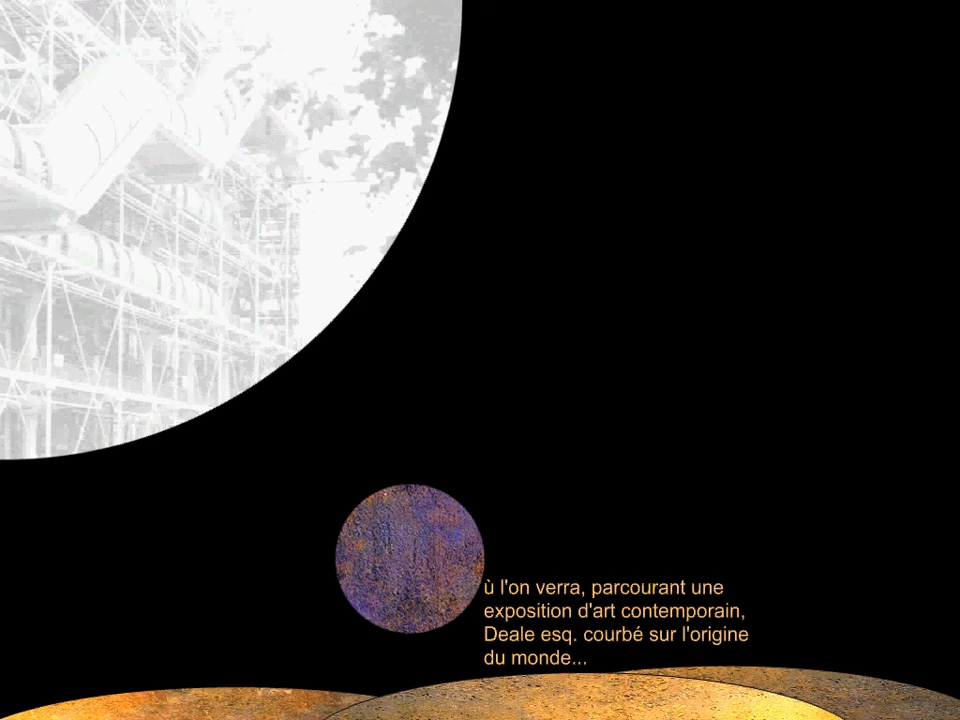 ù l'on verra, parcourant une
exposition d'art contemporain,
Deale esq. courbé sur l'origine
du monde...